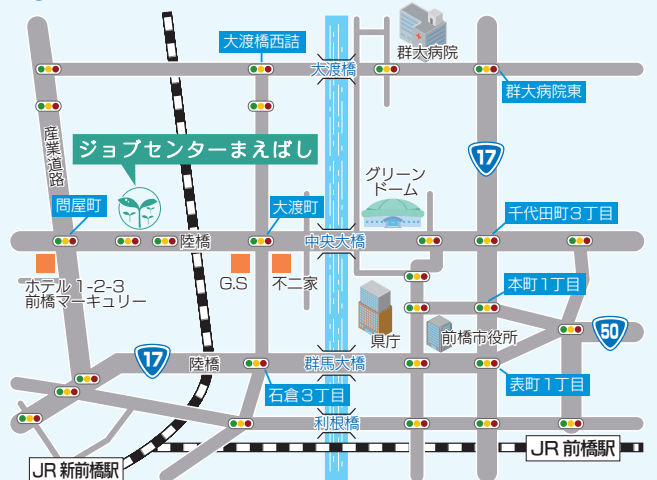 大渡橋西詰
群大病院
大渡橋
群大病院東
産業道路
ジョブセンターまえばし
17
グリーン
ドーム
問屋町
大渡町
千代田町3丁目
陸橋
中央大橋
ホテル 1-2-3
前橋マーキュリー
G.S
不二家
本町1丁目
県庁
前橋市役所
50
17
陸橋
群馬大橋
表町1丁目
石倉3丁目
利根橋
JR 新前橋駅
JR 前橋駅